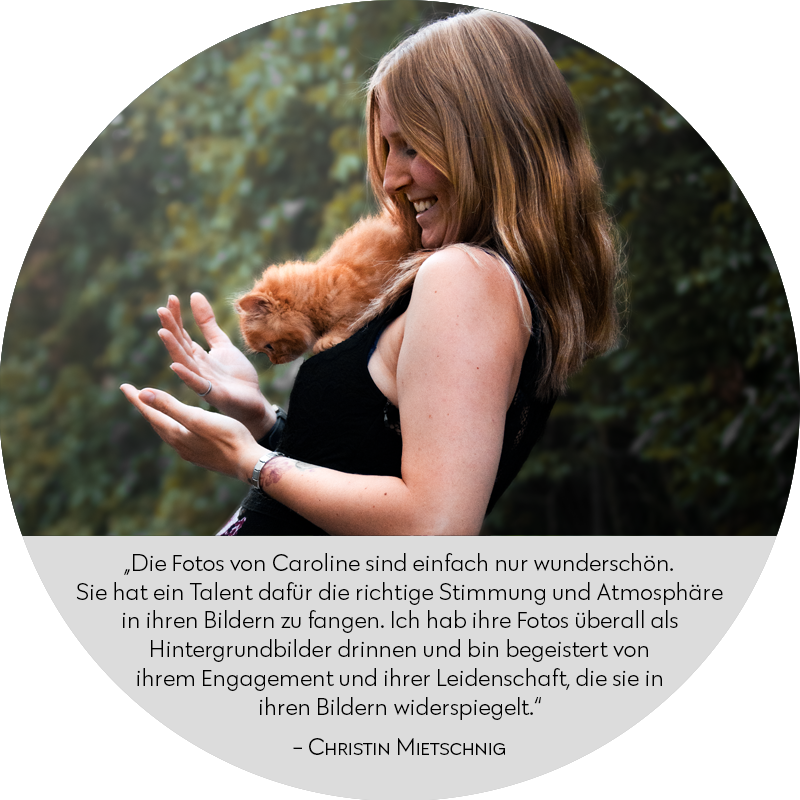 „Die Fotos von Caroline sind einfach nur wunderschön.
Sie hat ein Talent dafür die richtige Stimmung und Atmosphäre
in ihren Bildern zu fangen. Ich hab ihre Fotos überall als
Hintergrundbilder drinnen und bin begeistert von
ihrem Engagement und ihrer Leidenschaft, die sie in
ihren Bildern widerspiegelt.“
– Christin Mietschnig